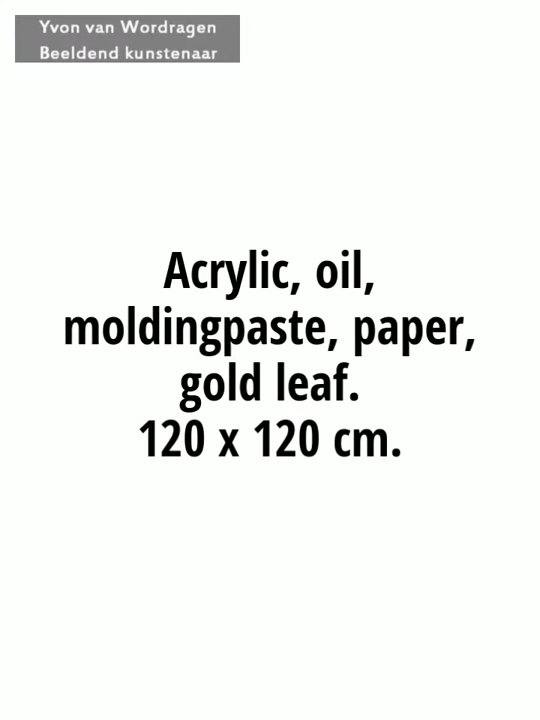 Yvon van Wordragen
Beeldend kunstenaar
Acrylic, oil,
moldingpaste, paper,
gold leaf.
120 x 120 cm.